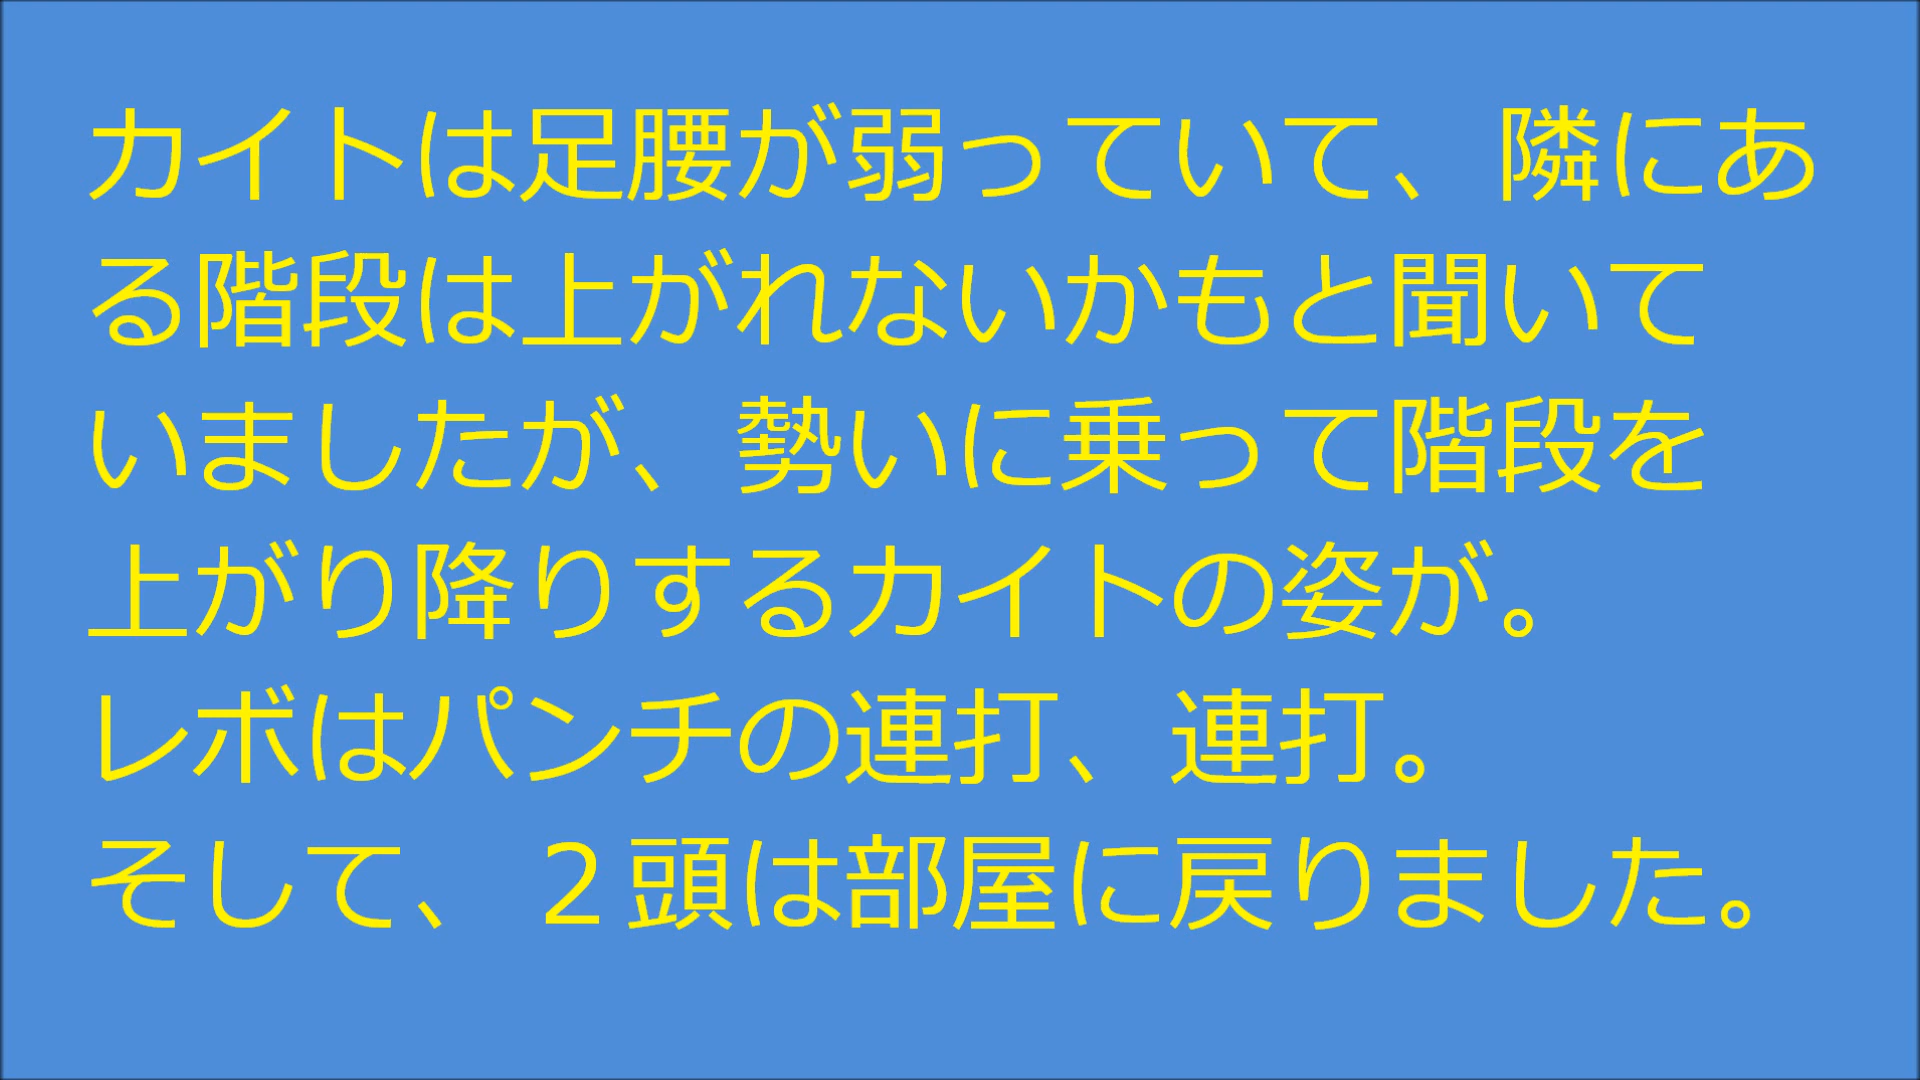 カイトは足腰が弱っていて、隣にあ
る階段は上がれないかもと聞いて
いましたが、勢いに乗って階段を
上がり降りするカイトの姿が。
レボはパンチの連打、連打。
そして、２頭は部屋に戻りました。